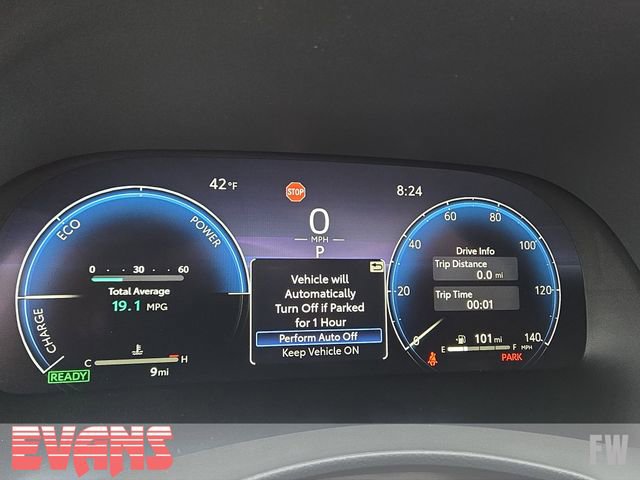 42°F
STOP
8:24
ECO
POWER
CHARGE
0
MPH
P
0 30 60
Total Average
19.1 MPG
C H
READY
9mi
Vehicle will
Automatically
Turn Off if Parked
for 1 Hour
Perform Auto Off
Keep Vehicle ON
0
20
40
60
80
100
120
140
MPH
Drive Info
Trip Distance
0.0 mi
Trip Time
00:01
101 mi
E F
PARK
EVANS
FW